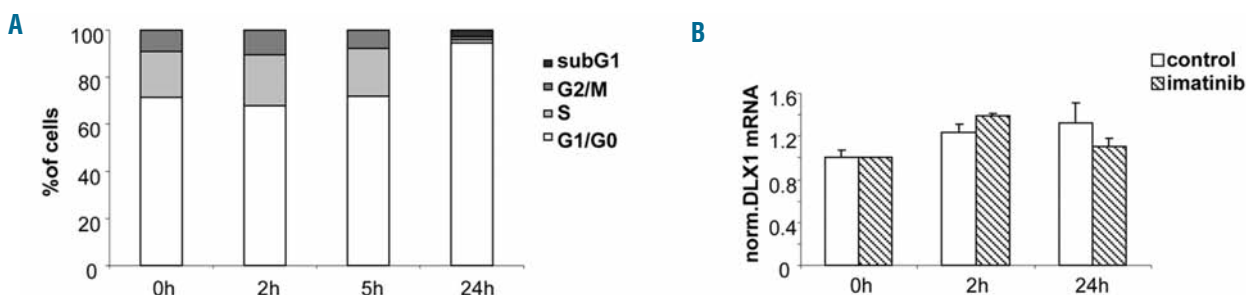 A
100
80
60
40
20
0
%of cells
0h 2h 5h 24h
subG1
G2/M
S
G1/G0
B
control
imatinib
1.6
1.2
0.8
0.4
0
norm.DLX1 mRNA
0h 2h 24h